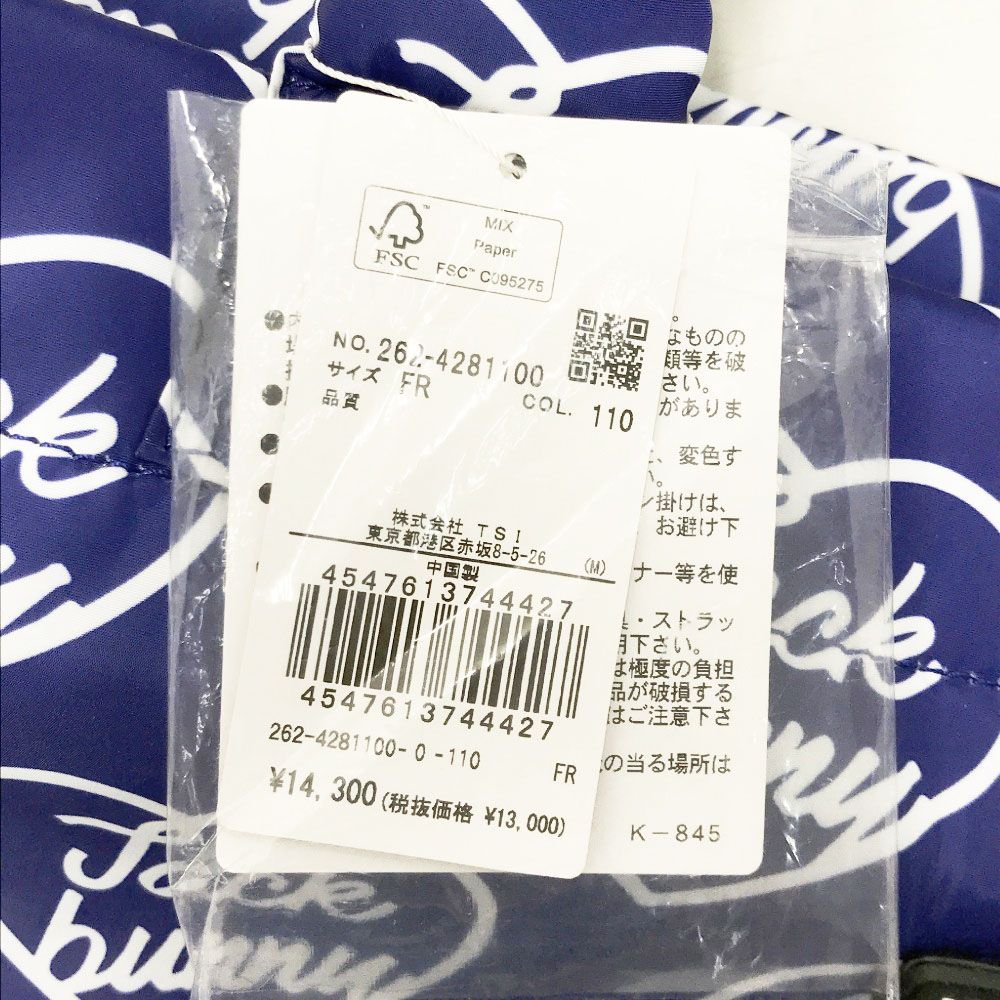 MIX
Paper
FSC™ C095275
FSC
NO. 262-4281100
サイズ FR
品質
COL. 110
株式会社 TSI
東京都港区赤坂8-5-26 (M)
中国製
4547613744427
4547613744427
262-4281100-0-110
FR
¥14,300(税抜価格 ¥13,000)
なものの
類等を破
さい。
がありま
、変色す
掛けは、
お避け下
ナー等を使
・ストラッ
用下さい。
は極度の負担
品が破損する
はご注意下さ
の当る場所は
K-845
Jack
bunny